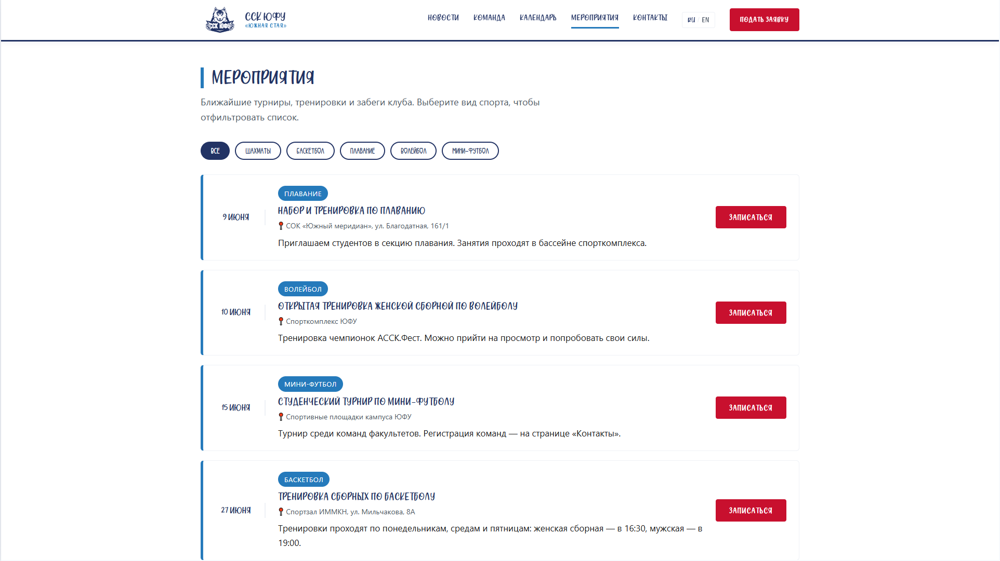 ССК ЮФУ
ССК ЮФУ
«ЮЖНАЯ СТАЯ»
НОВОСТИ
КОМАНДА
КАЛЕНДАРЬ
МЕРОПРИЯТИЯ
КОНТАКТЫ
RU / EN
ПОДАТЬ ЗАЯВКУ
МЕРОПРИЯТИЯ
Ближайшие турниры, тренировки и забеги клуба. Выберите вид спорта, чтобы
отфильтровать список.
ВСЕ
ШАХМАТЫ
БАСКЕТБОЛ
ПЛАВАНИЕ
ВОЛЕЙБОЛ
МИНИ-ФУТБОЛ
9 ИЮНЯ
ПЛАВАНИЕ
НАБОР И ТРЕНИРОВКА ПО ПЛАВАНИЮ
СОК «Южный меридиан», ул. Благодатная, 161/1
Приглашаем студентов в секцию плавания. Занятия проходят в бассейне спорткомплекса.
ЗАПИСАТЬСЯ
10 ИЮНЯ
ВОЛЕЙБОЛ
ОТКРЫТАЯ ТРЕНИРОВКА ЖЕНСКОЙ СБОРНОЙ ПО ВОЛЕЙБОЛУ
Спорткомплекс ЮФУ
Тренировка чемпионок АССК.Фест. Можно прийти на просмотр и попробовать свои силы.
ЗАПИСАТЬСЯ
15 ИЮНЯ
МИНИ-ФУТБОЛ
СТУДЕНЧЕСКИЙ ТУРНИР ПО МИНИ-ФУТБОЛУ
Спортивные площадки кампуса ЮФУ
Турнир среди команд факультетов. Регистрация команд — на странице «Контакты».
ЗАПИСАТЬСЯ
27 ИЮНЯ
БАСКЕТБОЛ
ТРЕНИРОВКА СБОРНЫХ ПО БАСКЕТБОЛУ
Спортзал ИММКН, ул. Мильчакова, 8А
Тренировки проходят по понедельникам, средам и пятницам: женская сборная — в 16:30, мужская — в
19:00.
ЗАПИСАТЬСЯ